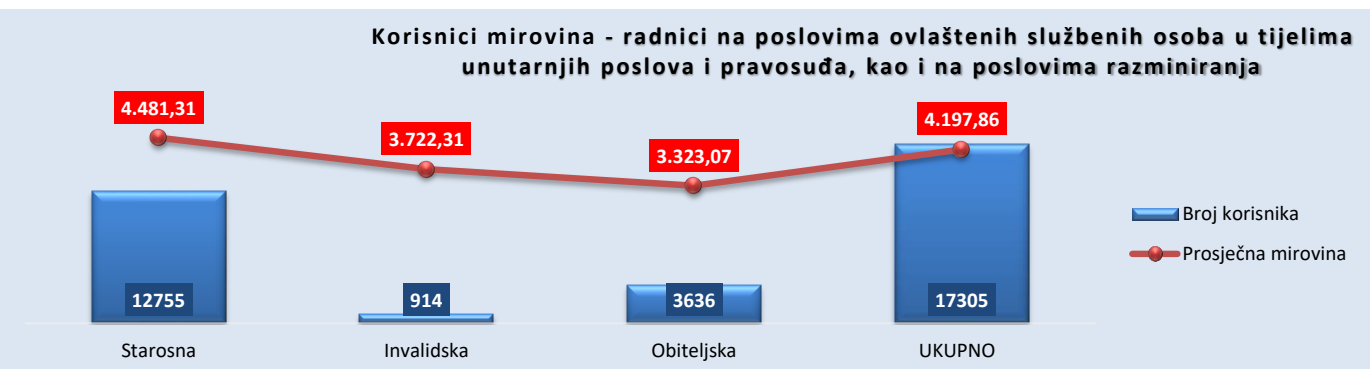 Korisnici mirovina - radnici na poslovima ovlaštenih službenih osoba u tijelima
unutarnjih poslova i pravosuđa, kao i na poslovima razminiranja
4.481,31
3.722,31
3.323,07
4.197,86
Broj korisnika
Prosječna mirovina
12755
914
3636
17305
Starosna
Invalidska
Obiteljska
UKUPNO